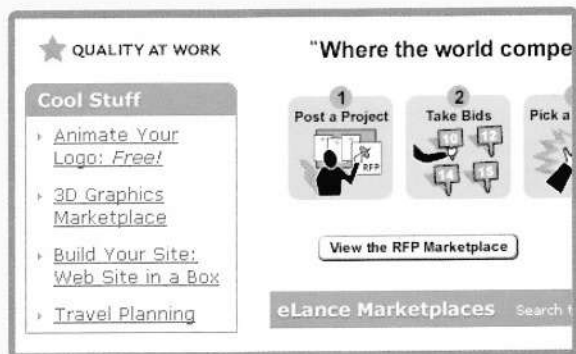 QUALITY AT WORK
"Where the world compe
Cool Stuff
Animate Your
Logo: Free!
3D Graphics
Marketplace
Build Your Site:
Web Site in a Box
Travel Planning
1
Post a Project
RFP
2
Take Bids
10
12
14
15
Pick a
View the RFP Marketplace
eLance Marketplaces
Search t